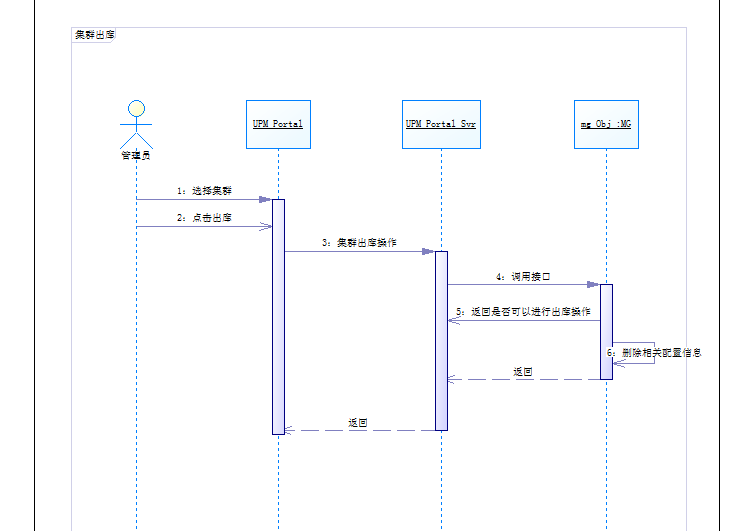 集群出库
UPM Portal
UPM Portal Svr
mg Obj :MG
管理员
1: 选择集群
2: 点击出库
3: 集群出库操作
4: 调用接口
5: 返回是否可以进行出库操作
6: 删除相关配置信息
返回
返回